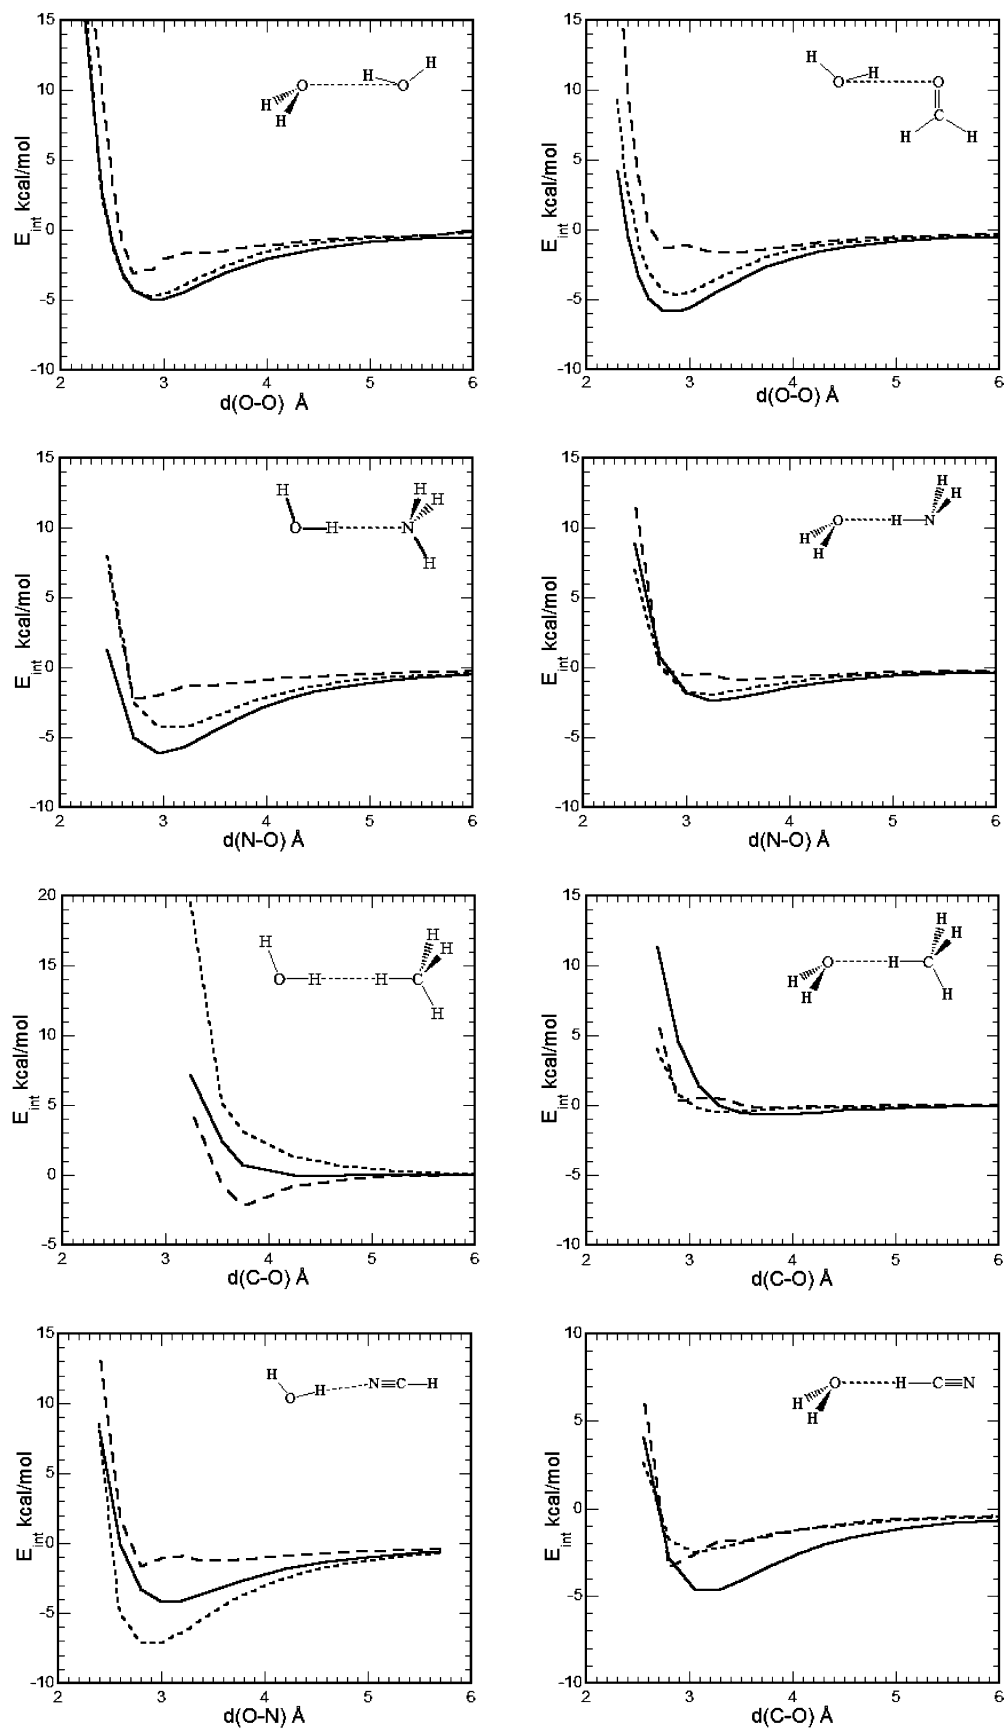 15
10
5
0
-5
-10
2 3 4 5 6
E_int kcal/mol
d(O-O) Å
H H
O O
H
H
15
10
5
0
-5
-10
2 3 4 5 6
E_int kcal/mol
d(O-O) Å
H
H
O O
C
H H
15
10
5
0
-5
-10
2 3 4 5 6
E_int kcal/mol
d(N-O) Å
H H H
O H N
H
15
10
5
0
-5
-10
2 3 4 5 6
E_int kcal/mol
d(N-O) Å
H H
O H N
H
H
20
15
10
5
0
-5
2 3 4 5 6
E_int kcal/mol
d(C-O) Å
H H H
O H H C
H
15
10
5
0
-5
-10
2 3 4 5 6
E_int kcal/mol
d(C-O) Å
H H
O H C
H
H H
15
10
5
0
-5
-10
2 3 4 5 6
E_int kcal/mol
d(O-N) Å
H
O H N≡C H
10
5
0
-5
-10
2 3 4 5 6
E_int kcal/mol
d(C-O) Å
O H C≡N
H
H